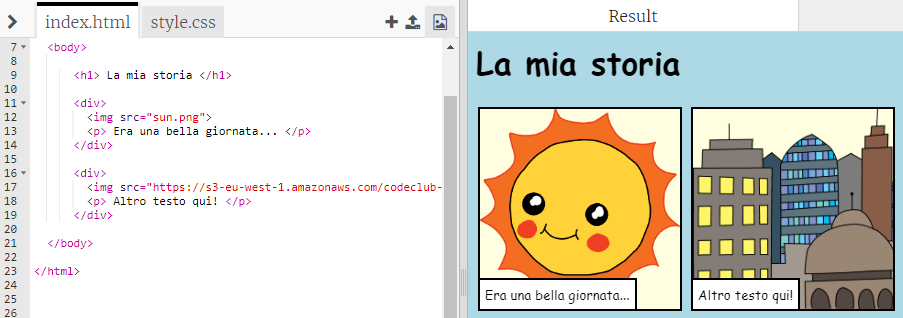 index.html
style.css
Result
7
<body>
8
9
<h1> La mia storia </h1>
10
11
<div>
12
<img src="sun.png">
13
<p> Era una bella giornata... </p>
14
</div>
15
16
<div>
17
<img src="https://s3-eu-west-1.amazonaws.com/codeclub-
18
<p> Altro testo qui! </p>
19
</div>
20
21
</body>
22
23
</html>
24
25
26
La mia storia
Era una bella giornata...
Altro testo qui!